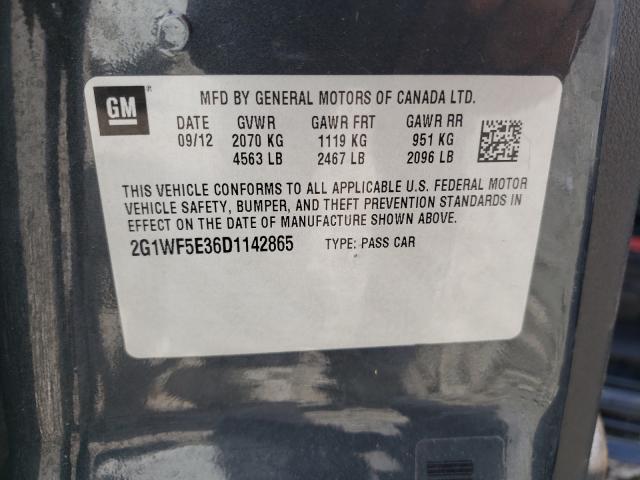 GM
MFD BY GENERAL MOTORS OF CANADA LTD.
DATE GVWR GAWR FRT GAWR RR
09/12 2070 KG 1119 KG 951 KG
4563 LB 2467 LB 2096 LB
THIS VEHICLE CONFORMS TO ALL APPLICABLE U.S. FEDERAL MOTOR
VEHICLE SAFETY, BUMPER, AND THEFT PREVENTION STANDARDS IN
EFFECT ON THE DATE OF MANUFACTURE SHOWN ABOVE.
2G1WF5E36D1142865 TYPE: PASS CAR